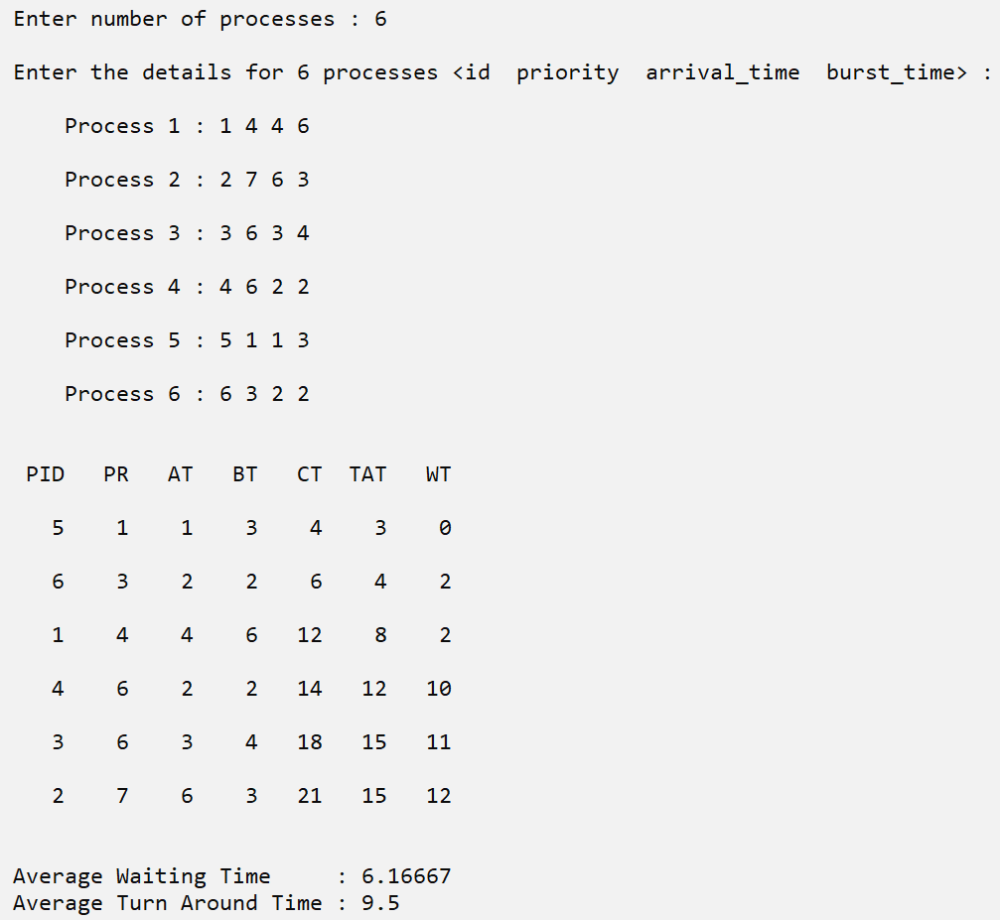 Enter number of processes : 6
Enter the details for 6 processes <id  priority  arrival_time  burst_time> :
Process 1 : 1 4 4 6
Process 2 : 2 7 6 3
Process 3 : 3 6 3 4
Process 4 : 4 6 2 2
Process 5 : 5 1 1 3
Process 6 : 6 3 2 2
PID   PR   AT   BT   CT  TAT   WT
5    1    1    3    4    3    0
6    3    2    2    6    4    2
1    4    4    6   12    8    2
4    6    2    2   14   12   10
3    6    3    4   18   15   11
2    7    6    3   21   15   12
Average Waiting Time     : 6.16667
Average Turn Around Time : 9.5